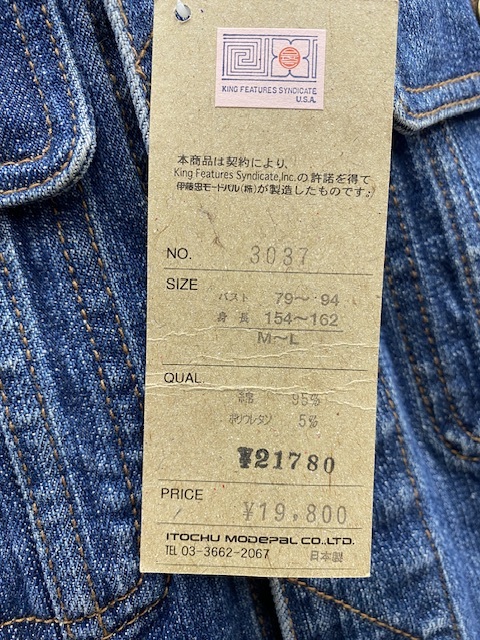 KING FEATURES SYNDICATE
U.S.A.
本商品は契約により、
King Features Syndicate,Inc.の許諾を得て
伊藤忠モードパル(株)が製造したものです。
NO. 3037
SIZE
バスト 79〜94
身長 154〜162
M〜L
QUAL.
綿 95%
ポリウレタン 5%
¥21780
PRICE ¥19,800
ITOCHU MODEPAL CO.,LTD.
TEL 03-3662-2067 日本製